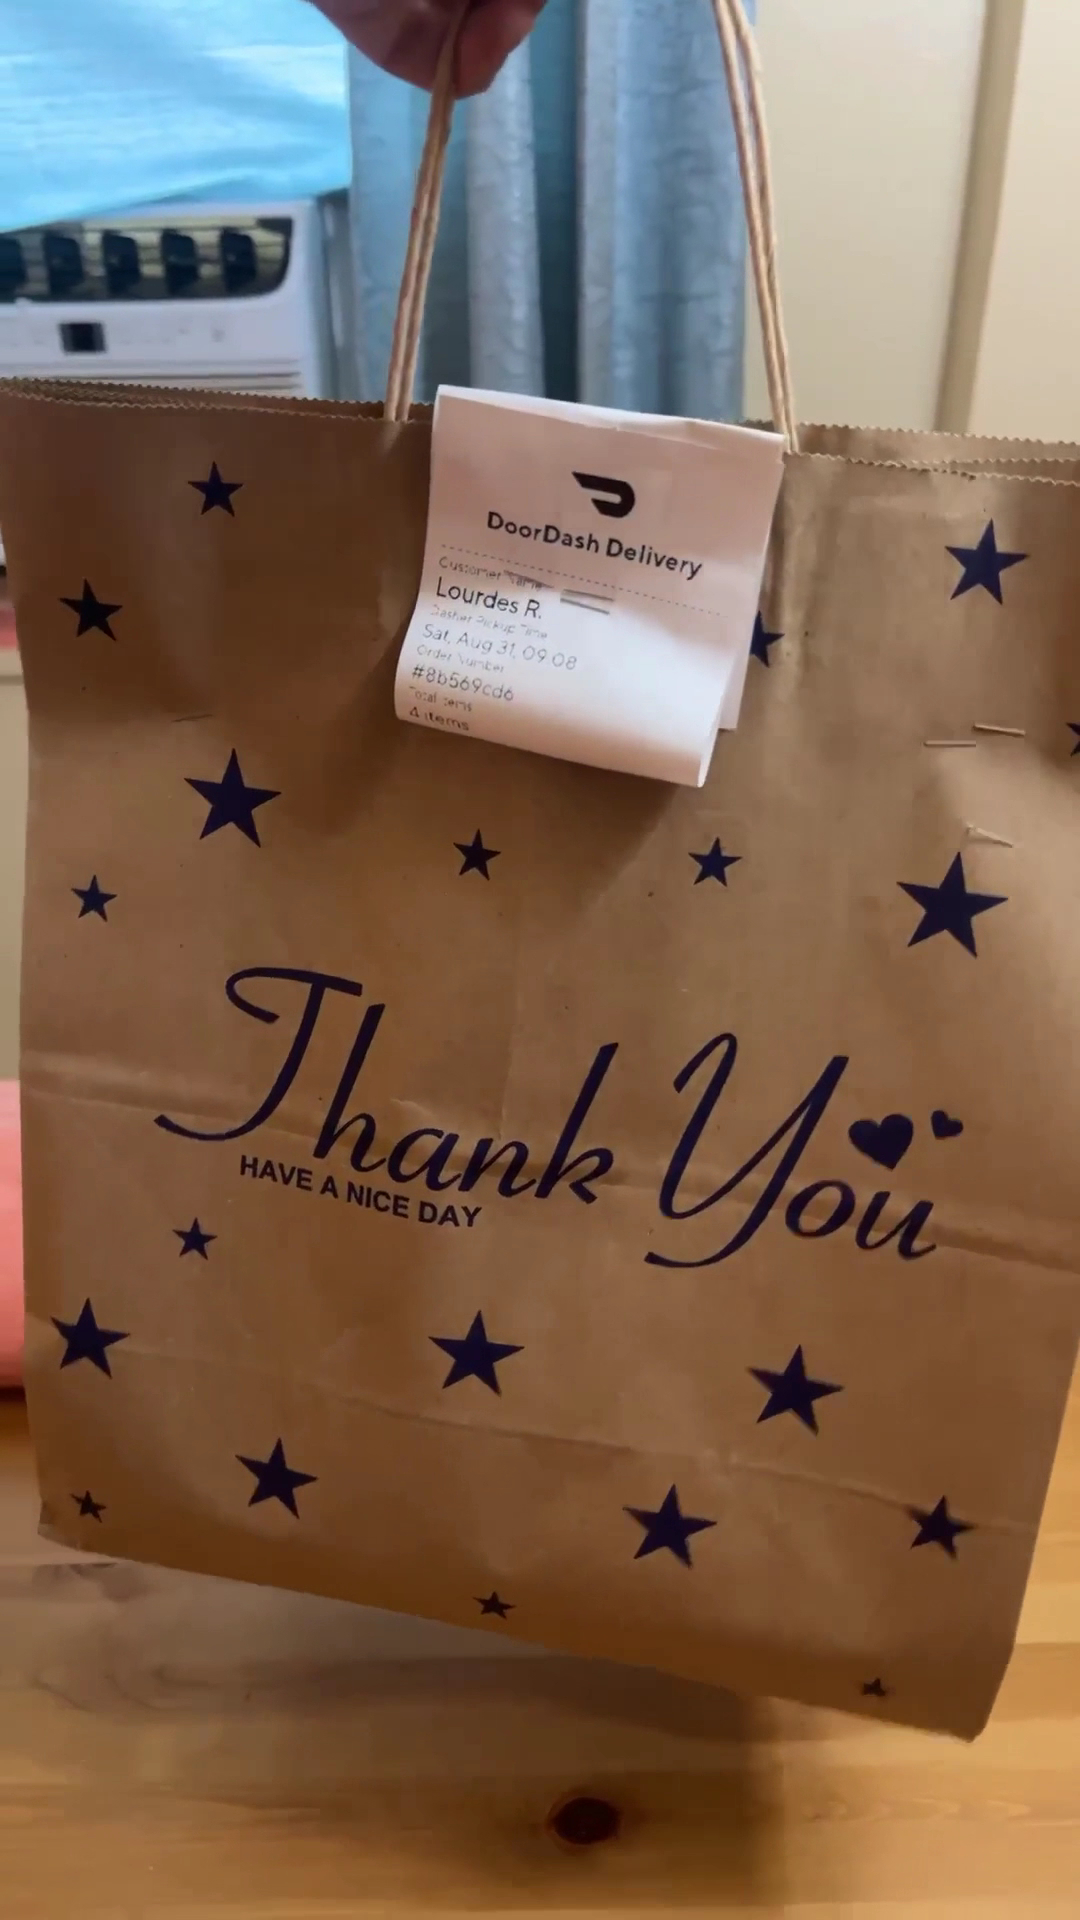 DoorDash Delivery
Customer Name
Lourdes R.
Dasher Pickup Time
Sat, Aug 31, 09:08
Order Number
#8b569cd6
Total Items
4 items
Thank You
HAVE A NICE DAY